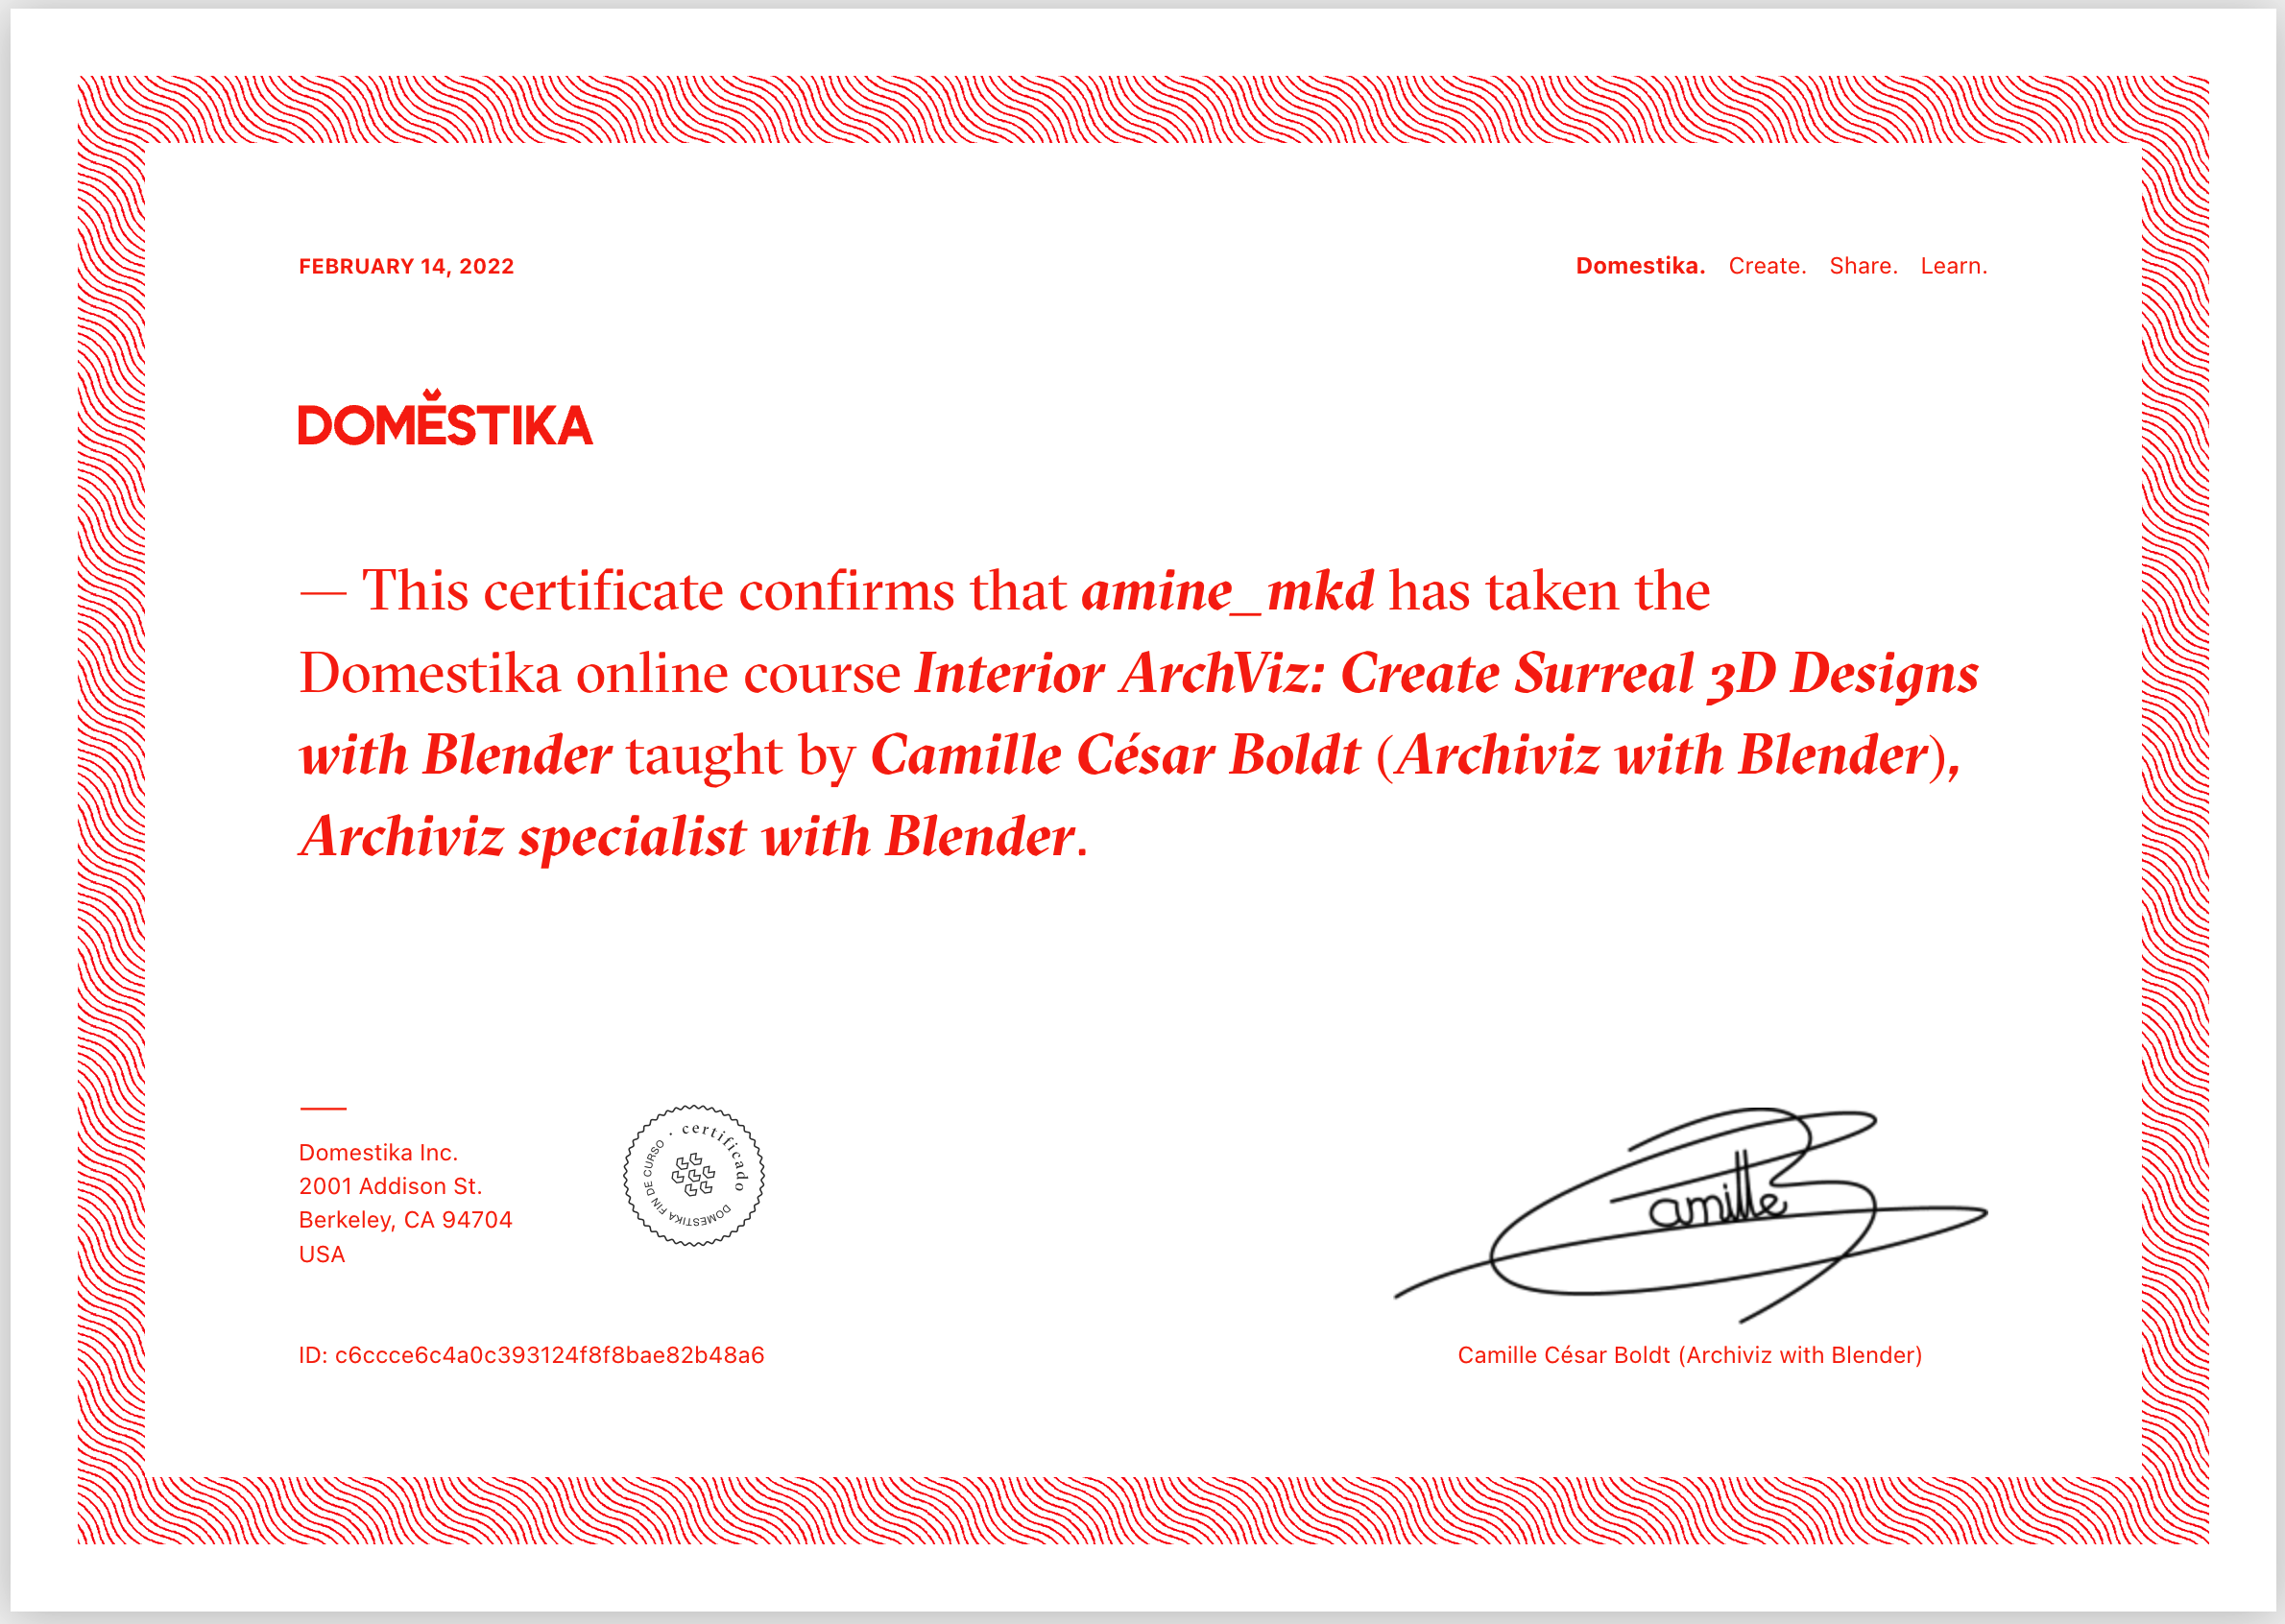 FEBRUARY 14, 2022
Domestika. Create. Share. Learn.
DOMĔSTIKA
— This certificate confirms that amine_mkd has taken the
Domestika online course Interior ArchViz: Create Surreal 3D Designs
with Blender taught by Camille César Boldt (Archiviz with Blender),
Archiviz specialist with Blender.
Domestika Inc.
2001 Addison St.
Berkeley, CA 94704
USA
· certificado
DOMESTIKA FIN DE CURSO
Camille
ID: c6ccce6c4a0c393124f8f8bae82b48a6
Camille César Boldt (Archiviz with Blender)